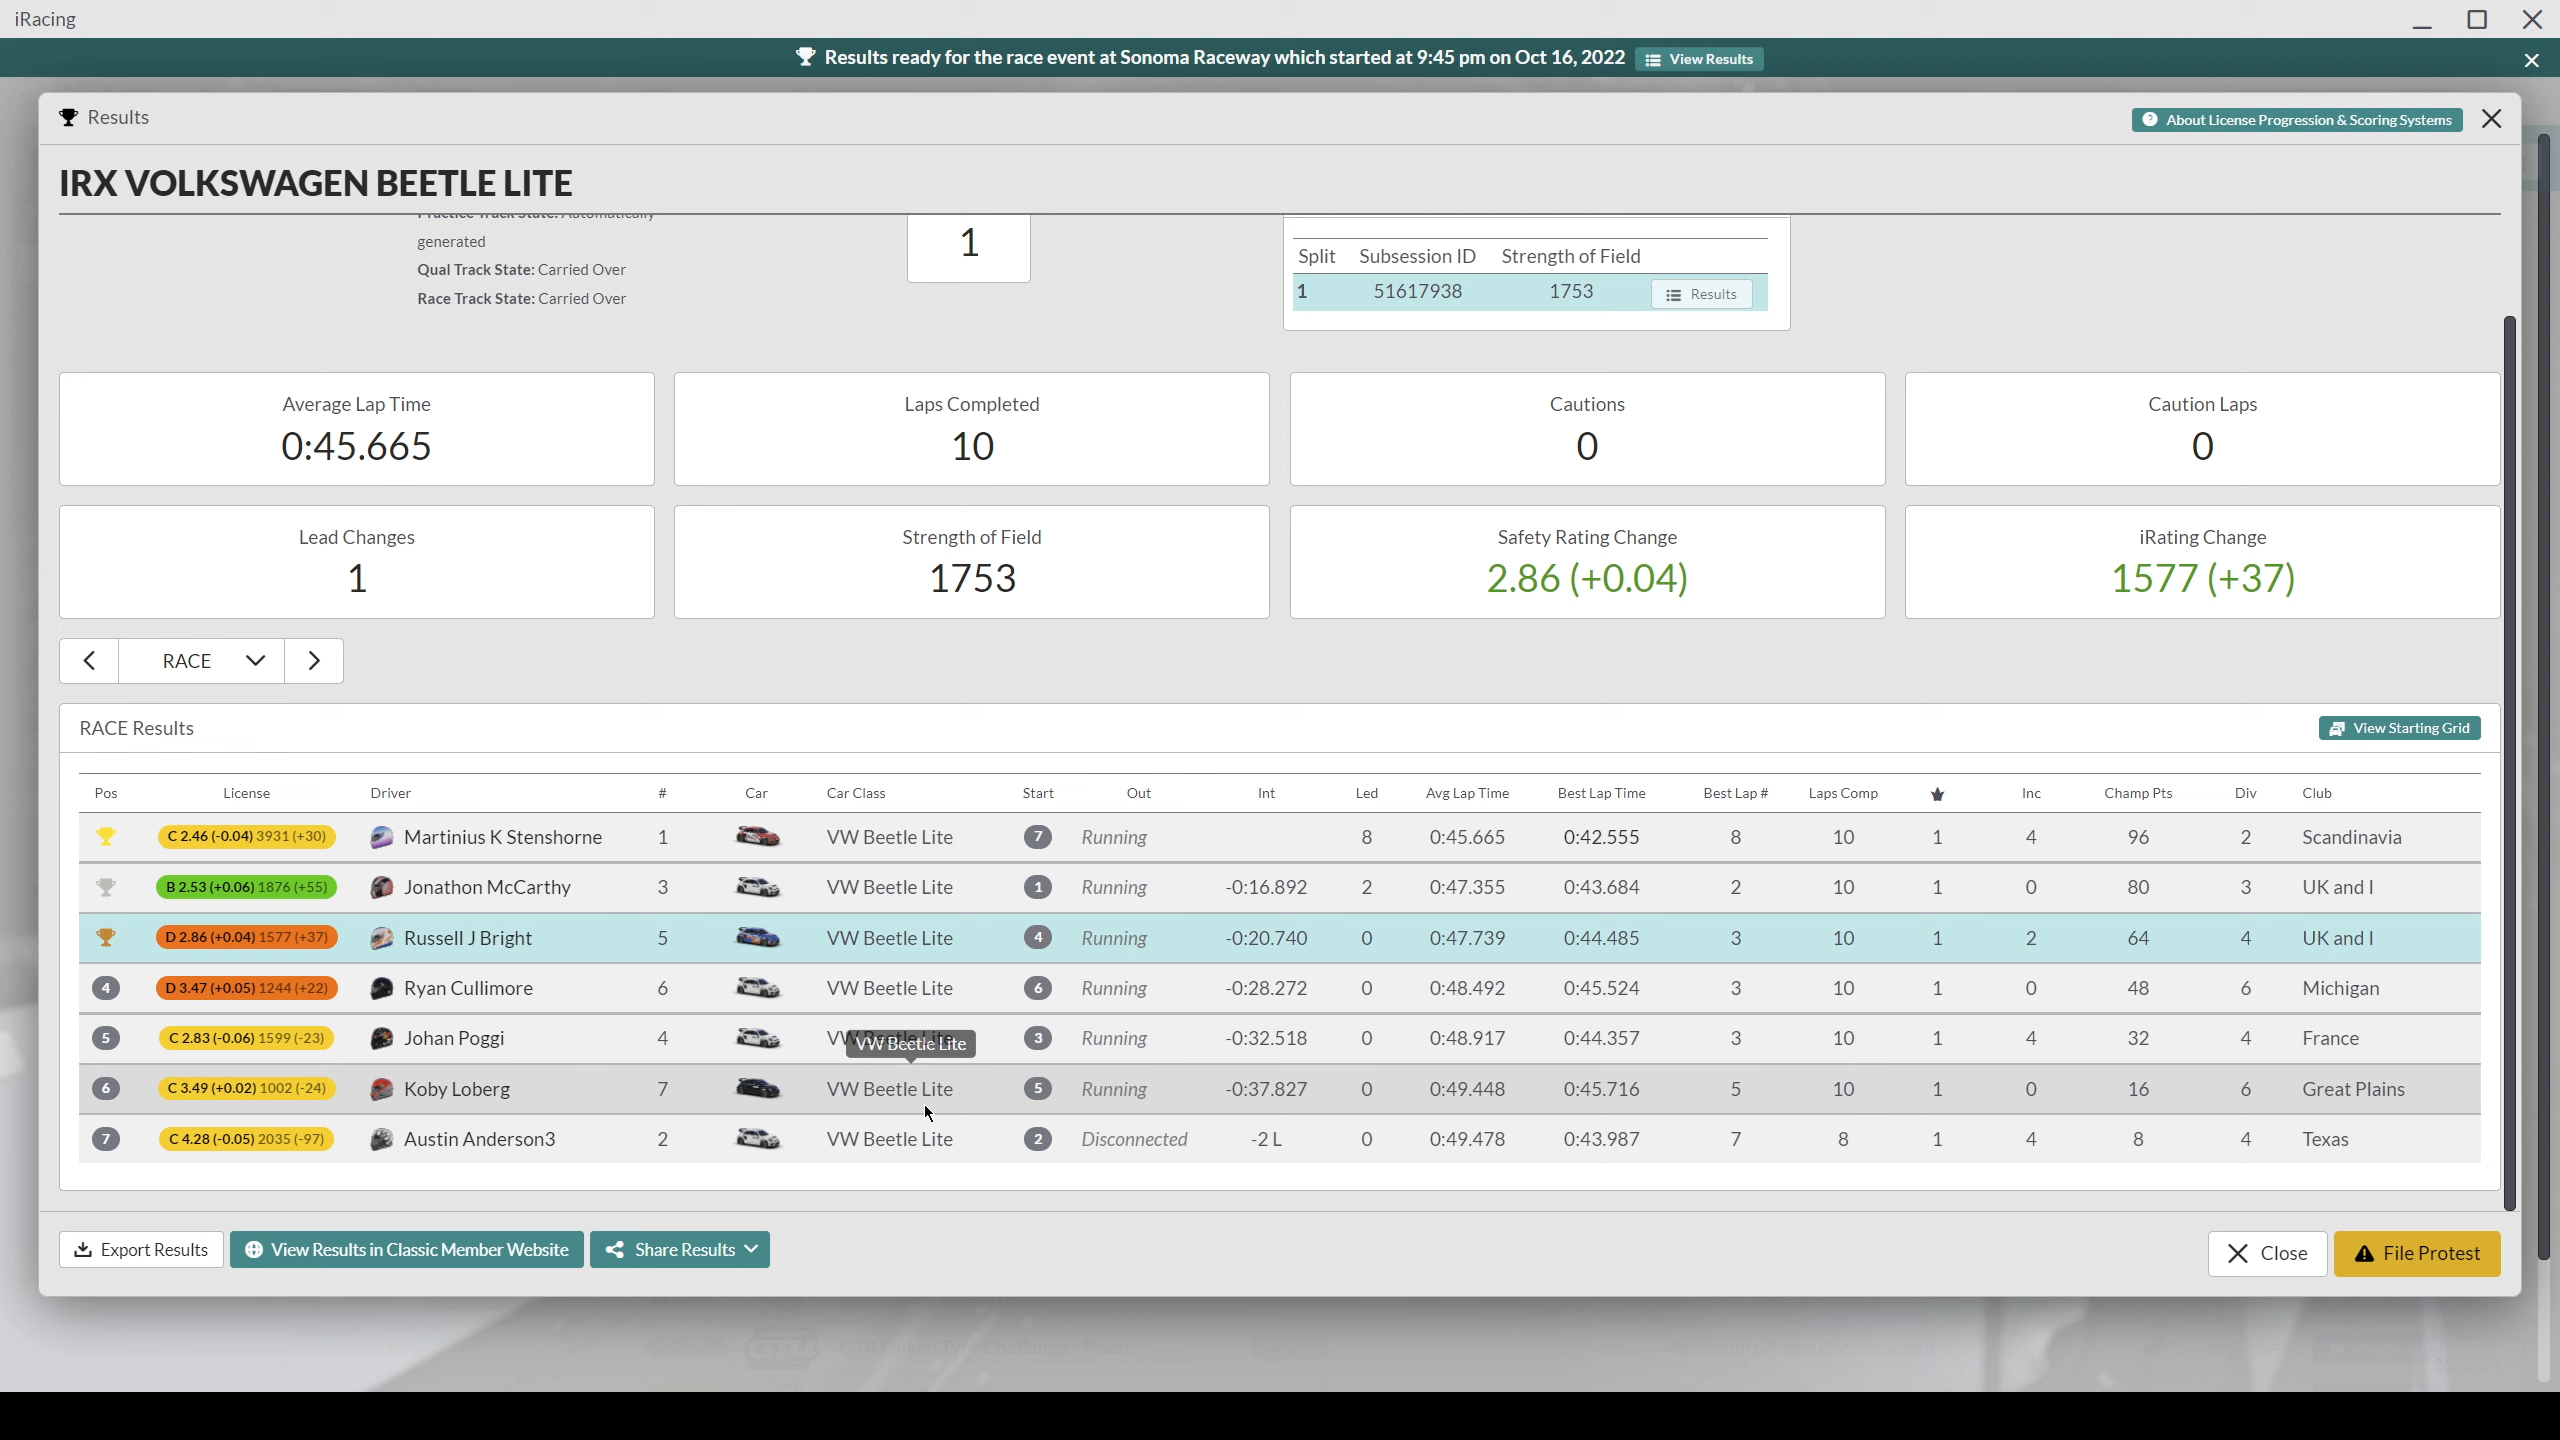 iRacing
Results ready for the race event at Sonoma Raceway which started at 9:45 pm on Oct 16, 2022 View Results
Results About License Progression & Scoring Systems
IRX VOLKSWAGEN BEETLE LITE
Practice Track State: Automatically
generated
Qual Track State: Carried Over
Race Track State: Carried Over
1
Split Subsession ID Strength of Field
1 51617938 1753 Results
Average Lap Time Laps Completed Cautions Caution Laps
0:45.665 10 0 0
Lead Changes Strength of Field Safety Rating Change iRating Change
1 1753 2.86 (+0.04) 1577 (+37)
RACE
RACE Results View Starting Grid
Pos License Driver # Car Car Class Start Out Int Led Avg Lap Time Best Lap Time Best Lap # Laps Comp Inc Champ Pts Div Club
C 2.46 (-0.04) 3931 (+30) Martinius K Stenshorne 1 VW Beetle Lite 7 Running 8 0:45.665 0:42.555 8 10 1 4 96 2 Scandinavia
B 2.53 (+0.06) 1876 (+55) Jonathon McCarthy 3 VW Beetle Lite 1 Running -0:16.892 2 0:47.355 0:43.684 2 10 1 0 80 3 UK and I
D 2.86 (+0.04) 1577 (+37) Russell J Bright 5 VW Beetle Lite 4 Running -0:20.740 0 0:47.739 0:44.485 3 10 1 2 64 4 UK and I
4 D 3.47 (+0.05) 1244 (+22) Ryan Cullimore 6 VW Beetle Lite 6 Running -0:28.272 0 0:48.492 0:45.524 3 10 1 0 48 6 Michigan
5 C 2.83 (-0.06) 1599 (-23) Johan Poggi 4 VW Beetle Lite 3 Running -0:32.518 0 0:48.917 0:44.357 3 10 1 4 32 4 France
VW Beetle Lite
6 C 3.49 (+0.02) 1002 (-24) Koby Loberg 7 VW Beetle Lite 5 Running -0:37.827 0 0:49.448 0:45.716 5 10 1 0 16 6 Great Plains
7 C 4.28 (-0.05) 2035 (-97) Austin Anderson3 2 VW Beetle Lite 2 Disconnected -2 L 0 0:49.478 0:43.987 7 8 1 4 8 4 Texas
Export Results View Results in Classic Member Website Share Results Close File Protest